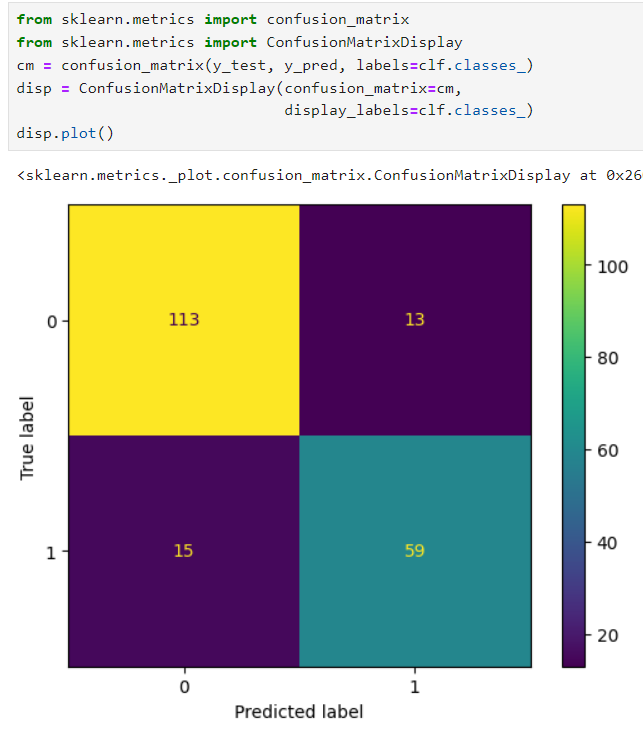 from sklearn.metrics import confusion_matrix
from sklearn.metrics import ConfusionMatrixDisplay
cm = confusion_matrix(y_test, y_pred, labels=clf.classes_)
disp = ConfusionMatrixDisplay(confusion_matrix=cm,
display_labels=clf.classes_)
disp.plot()
<sklearn.metrics._plot.confusion_matrix.ConfusionMatrixDisplay at 0x26
0
113
13
1
15
59
0
1
True label
Predicted label
100
80
60
40
20